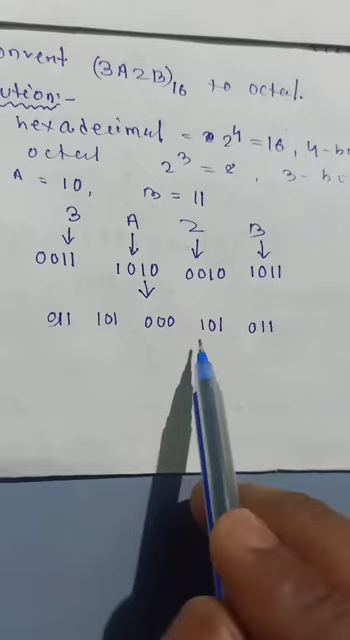 onvert (3A2B)16 to octal.
ution:-
hexadecimal = 2^4 = 16, 4-b
octal 2^3 = 8, 3-b
A = 10, B = 11
3 A 2 B
↓ ↓ ↓ ↓
0011 1010 0010 1011
↓
011 101 000 101 011